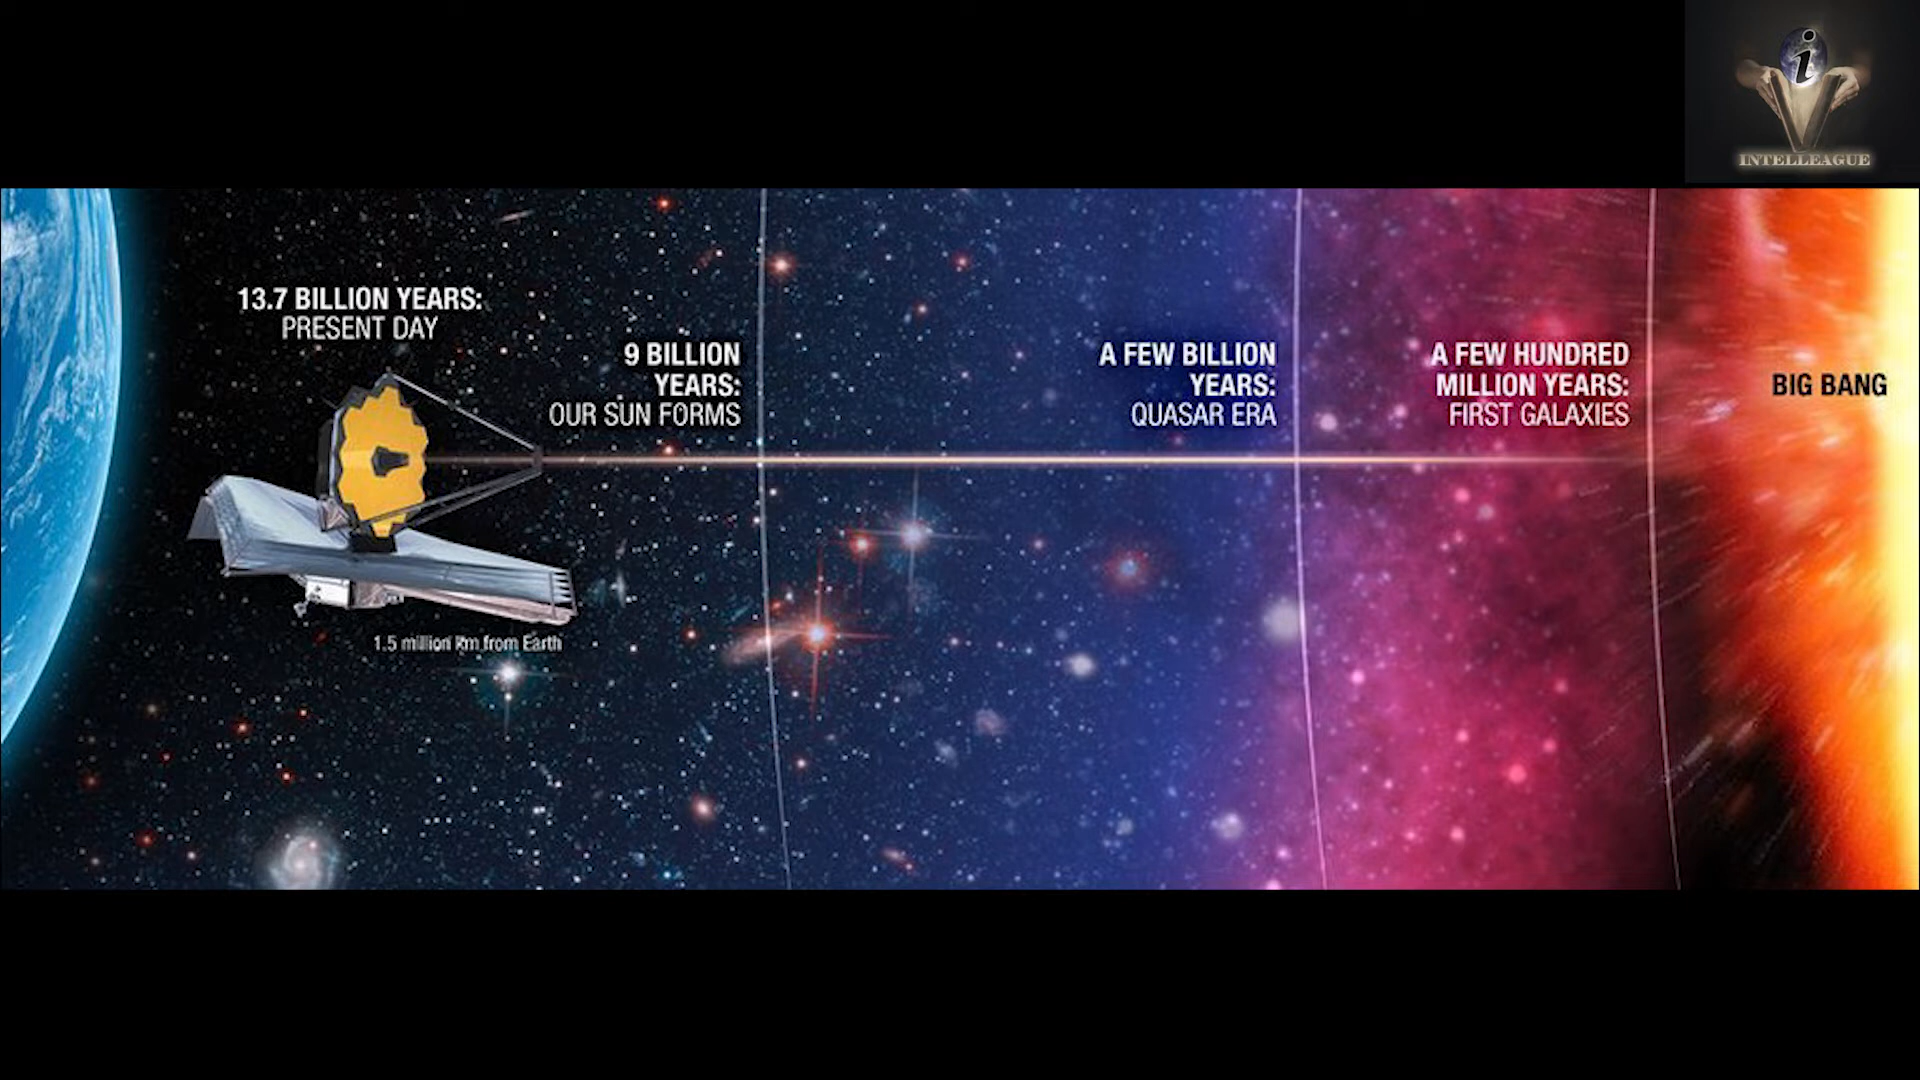 i
INTELLEAGUE
13.7 BILLION YEARS:
PRESENT DAY
9 BILLION
YEARS:
OUR SUN FORMS
A FEW BILLION
YEARS:
QUASAR ERA
A FEW HUNDRED
MILLION YEARS:
FIRST GALAXIES
BIG BANG
1.5 million km from Earth